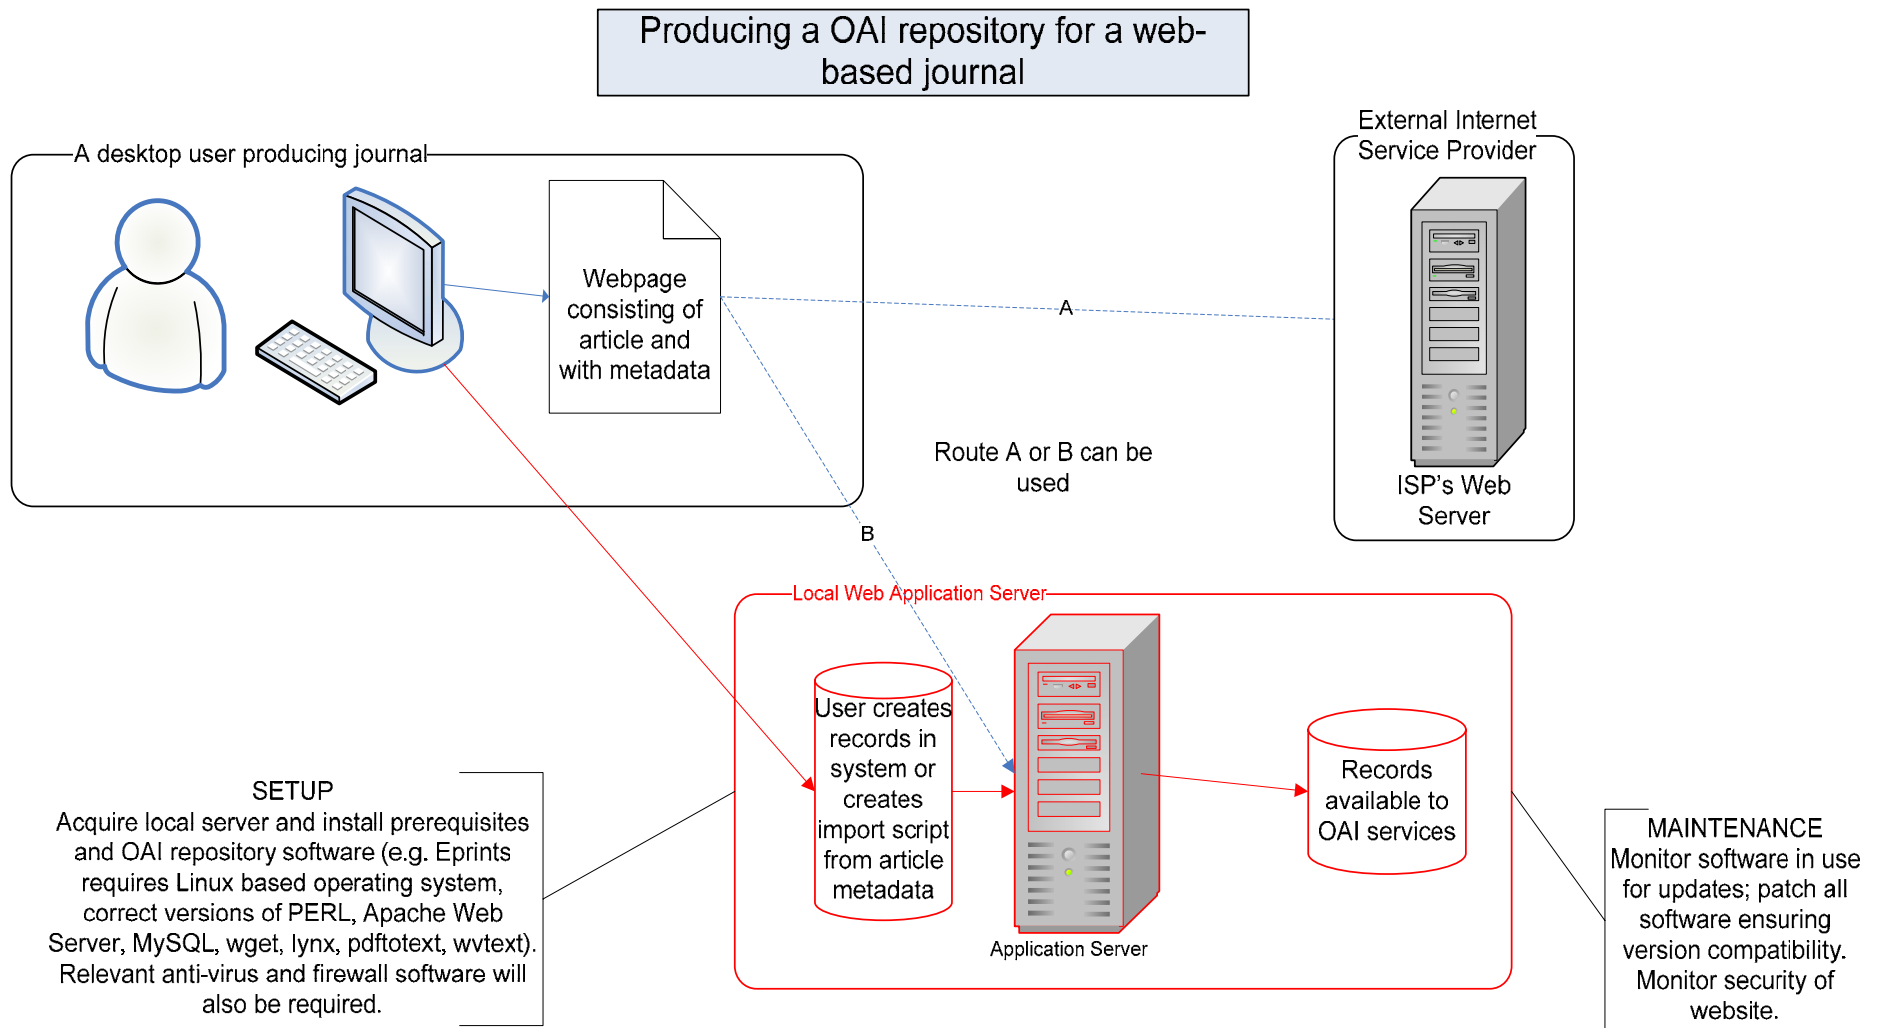 Producing a OAI repository for a web-
based journal
External Internet
Service Provider
A desktop user producing journal
Webpage
consisting of
article and
with metadata
A
Route A or B can be
used
ISP's Web
Server
B
Local Web Application Server
User creates
records in
system or
creates
import script
from article
metadata
Records
available to
OAI services
Application Server
SETUP
Acquire local server and install prerequisites
and OAI repository software (e.g. Eprints
requires Linux based operating system,
correct versions of PERL, Apache Web
Server, MySQL, wget, lynx, pdftotext, wvtext).
Relevant anti-virus and firewall software will
also be required.
MAINTENANCE
Monitor software in use
for updates; patch all
software ensuring
version compatibility.
Monitor security of
website.